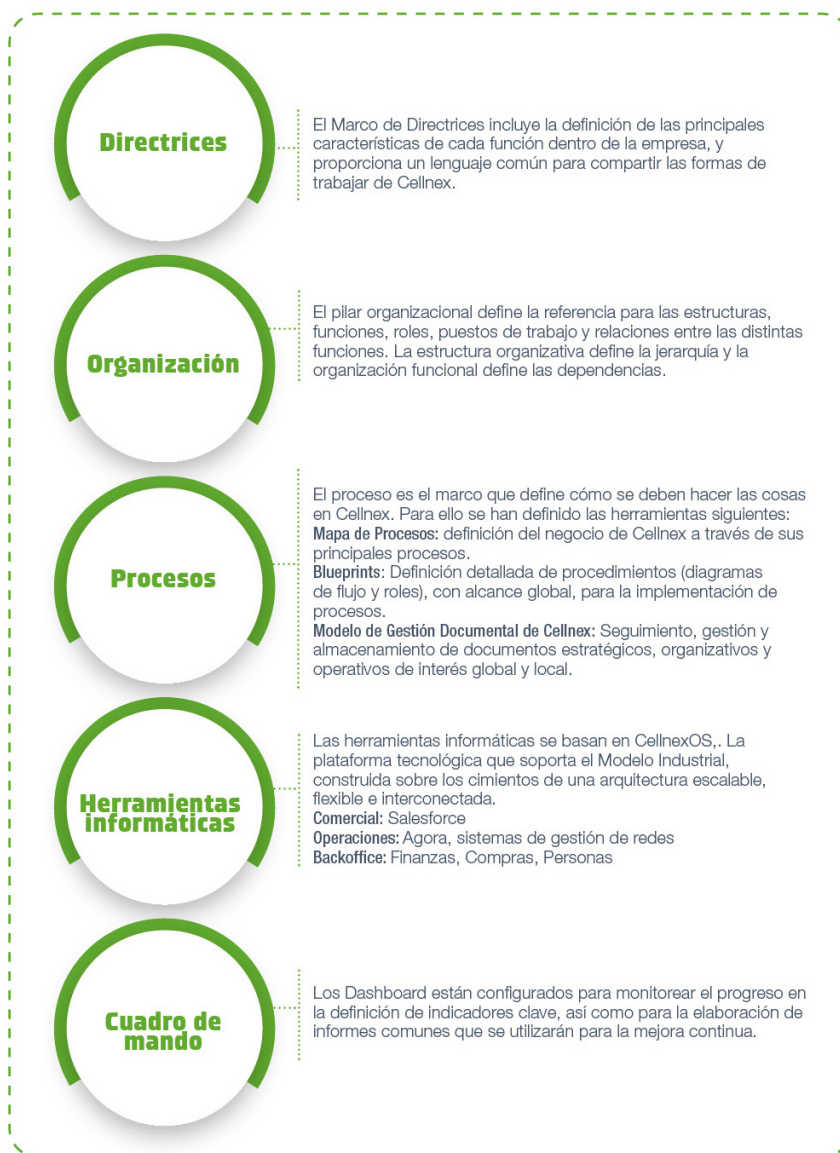 Directrices
El Marco de Directrices incluye la definición de las principales
características de cada función dentro de la empresa, y
proporciona un lenguaje común para compartir las formas de
trabajar de Cellnex.
Organización
El pilar organizacional define la referencia para las estructuras,
funciones, roles, puestos de trabajo y relaciones entre las distintas
funciones. La estructura organizativa define la jerarquía y la
organización funcional define las dependencias.
Procesos
El proceso es el marco que define cómo se deben hacer las cosas
en Cellnex. Para ello se han definido las herramientas siguientes:
Mapa de Procesos: definición del negocio de Cellnex a través de sus
principales procesos.
Blueprints: Definición detallada de procedimientos (diagramas
de flujo y roles), con alcance global, para la implementación de
procesos.
Modelo de Gestión Documental de Cellnex: Seguimiento, gestión y
almacenamiento de documentos estratégicos, organizativos y
operativos de interés global y local.
Herramientas
informáticas
Las herramientas informáticas se basan en CellnexOS,. La
plataforma tecnológica que soporta el Modelo Industrial,
construida sobre los cimientos de una arquitectura escalable,
flexible e interconectada.
Comercial: Salesforce
Operaciones: Agora, sistemas de gestión de redes
Backoffice: Finanzas, Compras, Personas
Cuadro de
mando
Los Dashboard están configurados para monitorear el progreso en
la definición de indicadores clave, así como para la elaboración de
informes comunes que se utilizarán para la mejora continua.